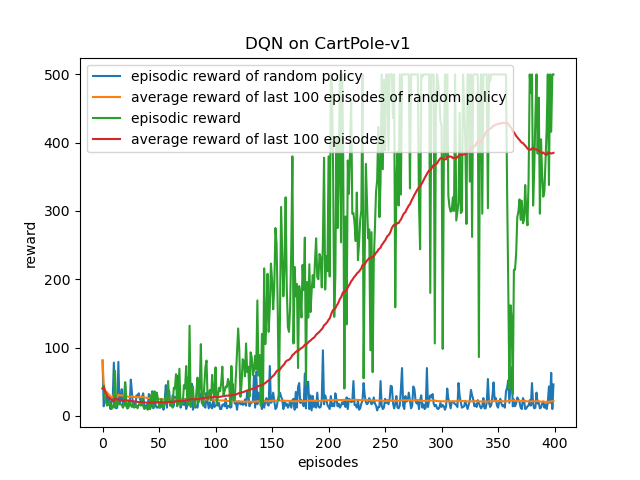 DQN on CartPole-v1
episodic reward of random policy
average reward of last 100 episodes of random policy
episodic reward
average reward of last 100 episodes
500
400
300
200
100
0
reward
0 50 100 150 200 250 300 350 400
episodes